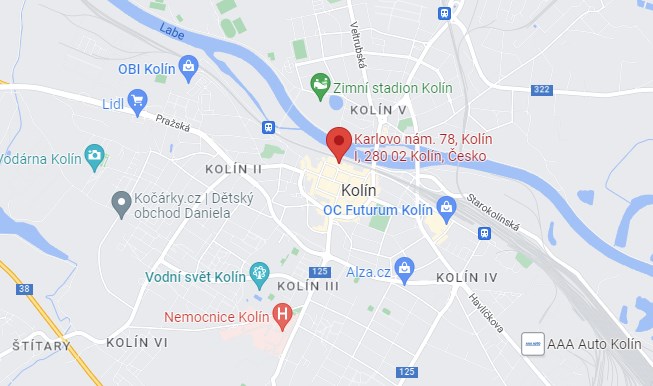 Labe
Veltrubská
OBI Kolín
Zimní stadion Kolín
322
Lidl
KOLÍN V
Pražská
Karlovo nám. 78, Kolín
I, 280 02 Kolín, Česko
Vodárna Kolín
KOLÍN II
Kolín
Kočárky.cz | Dětský
obchod Daniela
OC Futurum Kolín
Starokolínská
Vodní svět Kolín
125
Alza.cz
KOLÍN IV
38
KOLÍN III
Nemocnice Kolín
Havlíčkova
ŠTÍTARY
KOLÍN VI
AAA Auto Kolín
125